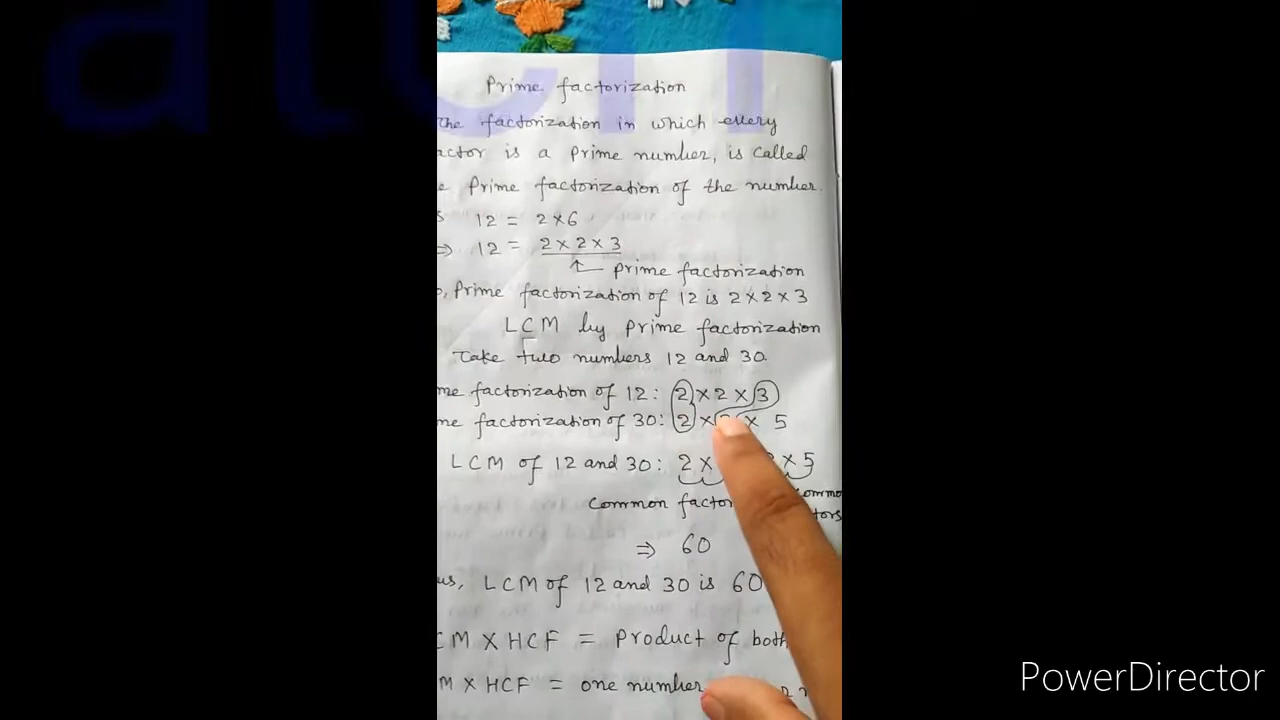 Prime factorization
The factorization in which every
actor is a prime number, is called
e prime factorization of the number.
12 = 2 × 6
⇒ 12 = 2 × 2 × 3
↑ prime factorization
o, prime factorization of 12 is 2 × 2 × 3
LCM by prime factorization
Take two numbers 12 and 30.
me factorization of 12: 2 × 2 × 3
me factorization of 30: 2 × × 5
LCM of 12 and 30: 2 × × 5
Common factor
⇒ 60
us, LCM of 12 and 30 is 60
CM × HCF = product of both
M × HCF = one number
PowerDirector